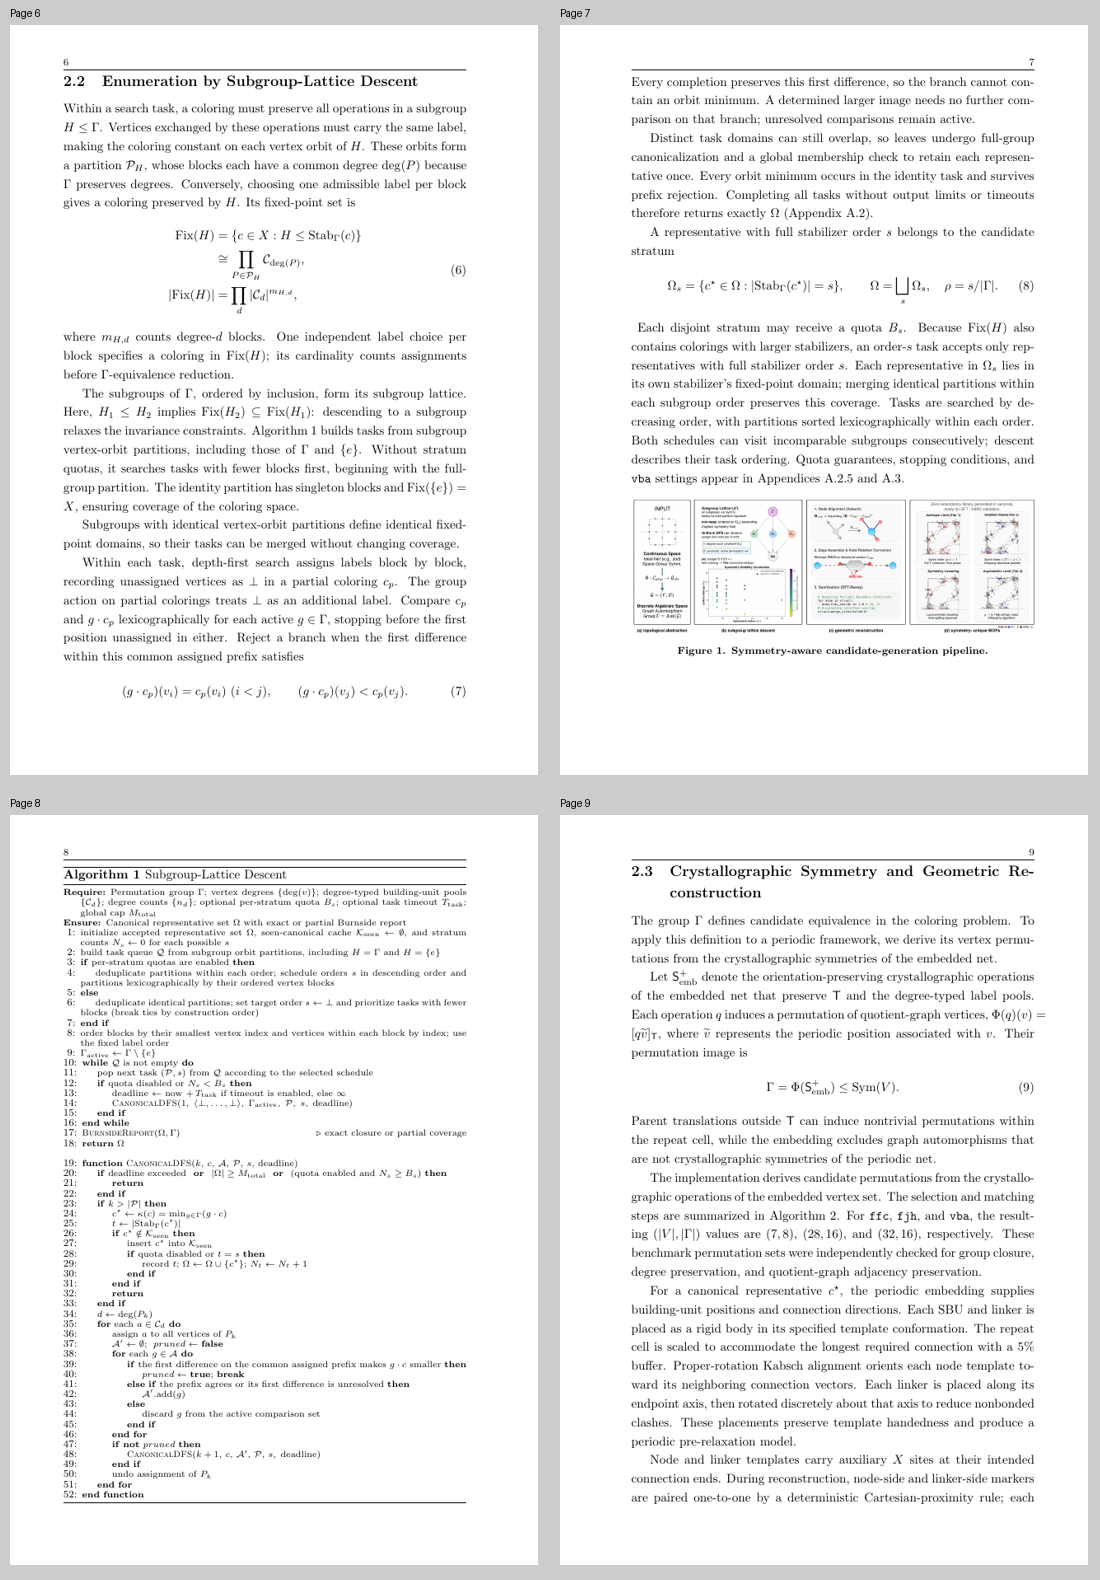 Page 6
6
2.2 Enumeration by Subgroup-Lattice Descent
Within a search task, a coloring must preserve all operations in a subgroup
H ≤ Γ. Vertices exchanged by these operations must carry the same label,
making the coloring constant on each vertex orbit of H. These orbits form
a partition 𝒫_H, whose blocks each have a common degree deg(P) because
Γ preserves degrees. Conversely, choosing one admissible label per block
gives a coloring preserved by H. Its fixed-point set is
Fix(H) = {c ∈ X : H ≤ Stab_Γ(c)}
≅ ∏_{P∈𝒫_H} 𝒞_{deg(P)}, (6)
|Fix(H)| = ∏_d |𝒞_d|^{m_{H,d}},
where m_{H,d} counts degree-d blocks. One independent label choice per
block specifies a coloring in Fix(H); its cardinality counts assignments
before Γ-equivalence reduction.
The subgroups of Γ, ordered by inclusion, form its subgroup lattice.
Here, H₁ ≤ H₂ implies Fix(H₂) ⊆ Fix(H₁): descending to a subgroup
relaxes the invariance constraints. Algorithm 1 builds tasks from subgroup
vertex-orbit partitions, including those of Γ and {e}. Without stratum
quotas, it searches tasks with fewer blocks first, beginning with the full-
group partition. The identity partition has singleton blocks and Fix({e}) =
X, ensuring coverage of the coloring space.
Subgroups with identical vertex-orbit partitions define identical fixed-
point domains, so their tasks can be merged without changing coverage.
Within each task, depth-first search assigns labels block by block,
recording unassigned vertices as ⊥ in a partial coloring c_p. The group
action on partial colorings treats ⊥ as an additional label. Compare c_p
and g · c_p lexicographically for each active g ∈ Γ, stopping before the first
position unassigned in either. Reject a branch when the first difference
within this common assigned prefix satisfies
(g · c_p)(v_i) = c_p(v_i) (i < j), (g · c_p)(v_j) < c_p(v_j). (7)
Page 7
7
Every completion preserves this first difference, so the branch cannot con-
tain an orbit minimum. A determined larger image needs no further com-
parison on that branch; unresolved comparisons remain active.
Distinct task domains can still overlap, so leaves undergo full-group
canonicalization and a global membership check to retain each represen-
tative once. Every orbit minimum occurs in the identity task and survives
prefix rejection. Completing all tasks without output limits or timeouts
therefore returns exactly Ω (Appendix A.2).
A representative with full stabilizer order s belongs to the candidate
stratum
Ω_s = {c* ∈ Ω : |Stab_Γ(c*)| = s}, Ω = ⨆_s Ω_s, ρ = s/|Γ|. (8)
Each disjoint stratum may receive a quota B_s. Because Fix(H) also
contains colorings with larger stabilizers, an order-s task accepts only rep-
resentatives with full stabilizer order s. Each representative in Ω_s lies in
its own stabilizer's fixed-point domain; merging identical partitions within
each subgroup order preserves this coverage. Tasks are searched by de-
creasing order, with partitions sorted lexicographically within each order.
Both schedules can visit incomparable subgroups consecutively; descent
describes their task ordering. Quota guarantees, stopping conditions, and
vba settings appear in Appendices A.2.5 and A.3.
INPUT
Continuous Space
Discrete Algebraic Space
(a) topological abstraction
(b) subgroup lattice descent
(c) geometric reconstruction
(d) symmetry- unique MOFs
Figure 1. Symmetry-aware candidate-generation pipeline.
Page 8
8
Algorithm 1 Subgroup-Lattice Descent
Require: Permutation group Γ; vertex degrees {deg(v)}; degree-typed building-unit pools
{𝒞_d}; degree counts {n_d}; optional per-stratum quota B_s; optional task timeout T_task;
global cap M_total
Ensure: Canonical representative set Ω with exact or partial Burnside report
1: initialize accepted representative set Ω, seen-canonical cache 𝒦_seen ← ∅, and stratum
counts N_s ← 0 for each possible s
2: build task queue 𝒬 from subgroup orbit partitions, including H = Γ and H = {e}
3: if per-stratum quotas are enabled then
4: deduplicate partitions within each order; schedule orders s in descending order and
partitions lexicographically by their ordered vertex blocks
5: else
6: deduplicate identical partitions; set target order s ← ⊥ and prioritize tasks with fewer
blocks (break ties by construction order)
7: end if
8: order blocks by their smallest vertex index and vertices within each block by index; use
the fixed label order
9: Γ_active ← Γ \ {e}
10: while 𝒬 is not empty do
11: pop next task (𝒫, s) from 𝒬 according to the selected schedule
12: if quota disabled or N_s < B_s then
13: deadline ← now + T_task if timeout is enabled, else ∞
14: CanonicalDFS(1, ⟨⊥, . . . , ⊥⟩, Γ_active, 𝒫, s, deadline)
15: end if
16: end while
17: BurnsideReport(Ω, Γ) ▷ exact closure or partial coverage
18: return Ω
19: function CanonicalDFS(k, c, 𝒜, 𝒫, s, deadline)
20: if deadline exceeded or |Ω| ≥ M_total or (quota enabled and N_s ≥ B_s) then
21: return
22: end if
23: if k > |𝒫| then
24: c* ← κ(c) = min_{g∈Γ}(g · c)
25: t ← |Stab_Γ(c*)|
26: if c* ∉ 𝒦_seen then
27: insert c* into 𝒦_seen
28: if quota disabled or t = s then
29: record t; Ω ← Ω ∪ {c*}; N_t ← N_t + 1
30: end if
31: end if
32: return
33: end if
34: d ← deg(P_k)
35: for each a ∈ 𝒞_d do
36: assign a to all vertices of P_k
37: 𝒜′ ← ∅; pruned ← false
38: for each g ∈ 𝒜 do
39: if the first difference on the common assigned prefix makes g · c smaller then
40: pruned ← true; break
41: else if the prefix agrees or its first difference is unresolved then
42: 𝒜′.add(g)
43: else
44: discard g from the active comparison set
45: end if
46: end for
47: if not pruned then
48: CanonicalDFS(k + 1, c, 𝒜′, 𝒫, s, deadline)
49: end if
50: undo assignment of P_k
51: end for
52: end function
Page 9
9
2.3 Crystallographic Symmetry and Geometric Re-
construction
The group Γ defines candidate equivalence in the coloring problem. To
apply this definition to a periodic framework, we derive its vertex permu-
tations from the crystallographic symmetries of the embedded net.
Let S⁺_emb denote the orientation-preserving crystallographic operations
of the embedded net that preserve T and the degree-typed label pools.
Each operation q induces a permutation of quotient-graph vertices, Φ(q)(v) =
[qṽ]_T, where ṽ represents the periodic position associated with v. Their
permutation image is
Γ = Φ(S⁺_emb) ≤ Sym(V). (9)
Parent translations outside T can induce nontrivial permutations within
the repeat cell, while the embedding excludes graph automorphisms that
are not crystallographic symmetries of the periodic net.
The implementation derives candidate permutations from the crystallo-
graphic operations of the embedded vertex set. The selection and matching
steps are summarized in Algorithm 2. For ffc, fjh, and vba, the result-
ing (|V|, |Γ|) values are (7, 8), (28, 16), and (32, 16), respectively. These
benchmark permutation sets were independently checked for group closure,
degree preservation, and quotient-graph adjacency preservation.
For a canonical representative c*, the periodic embedding supplies
building-unit positions and connection directions. Each SBU and linker is
placed as a rigid body in its specified template conformation. The repeat
cell is scaled to accommodate the longest required connection with a 5%
buffer. Proper-rotation Kabsch alignment orients each node template to-
ward its neighboring connection vectors. Each linker is placed along its
endpoint axis, then rotated discretely about that axis to reduce nonbonded
clashes. These placements preserve template handedness and produce a
periodic pre-relaxation model.
Node and linker templates carry auxiliary X sites at their intended
connection ends. During reconstruction, node-side and linker-side markers
are paired one-to-one by a deterministic Cartesian-proximity rule; each